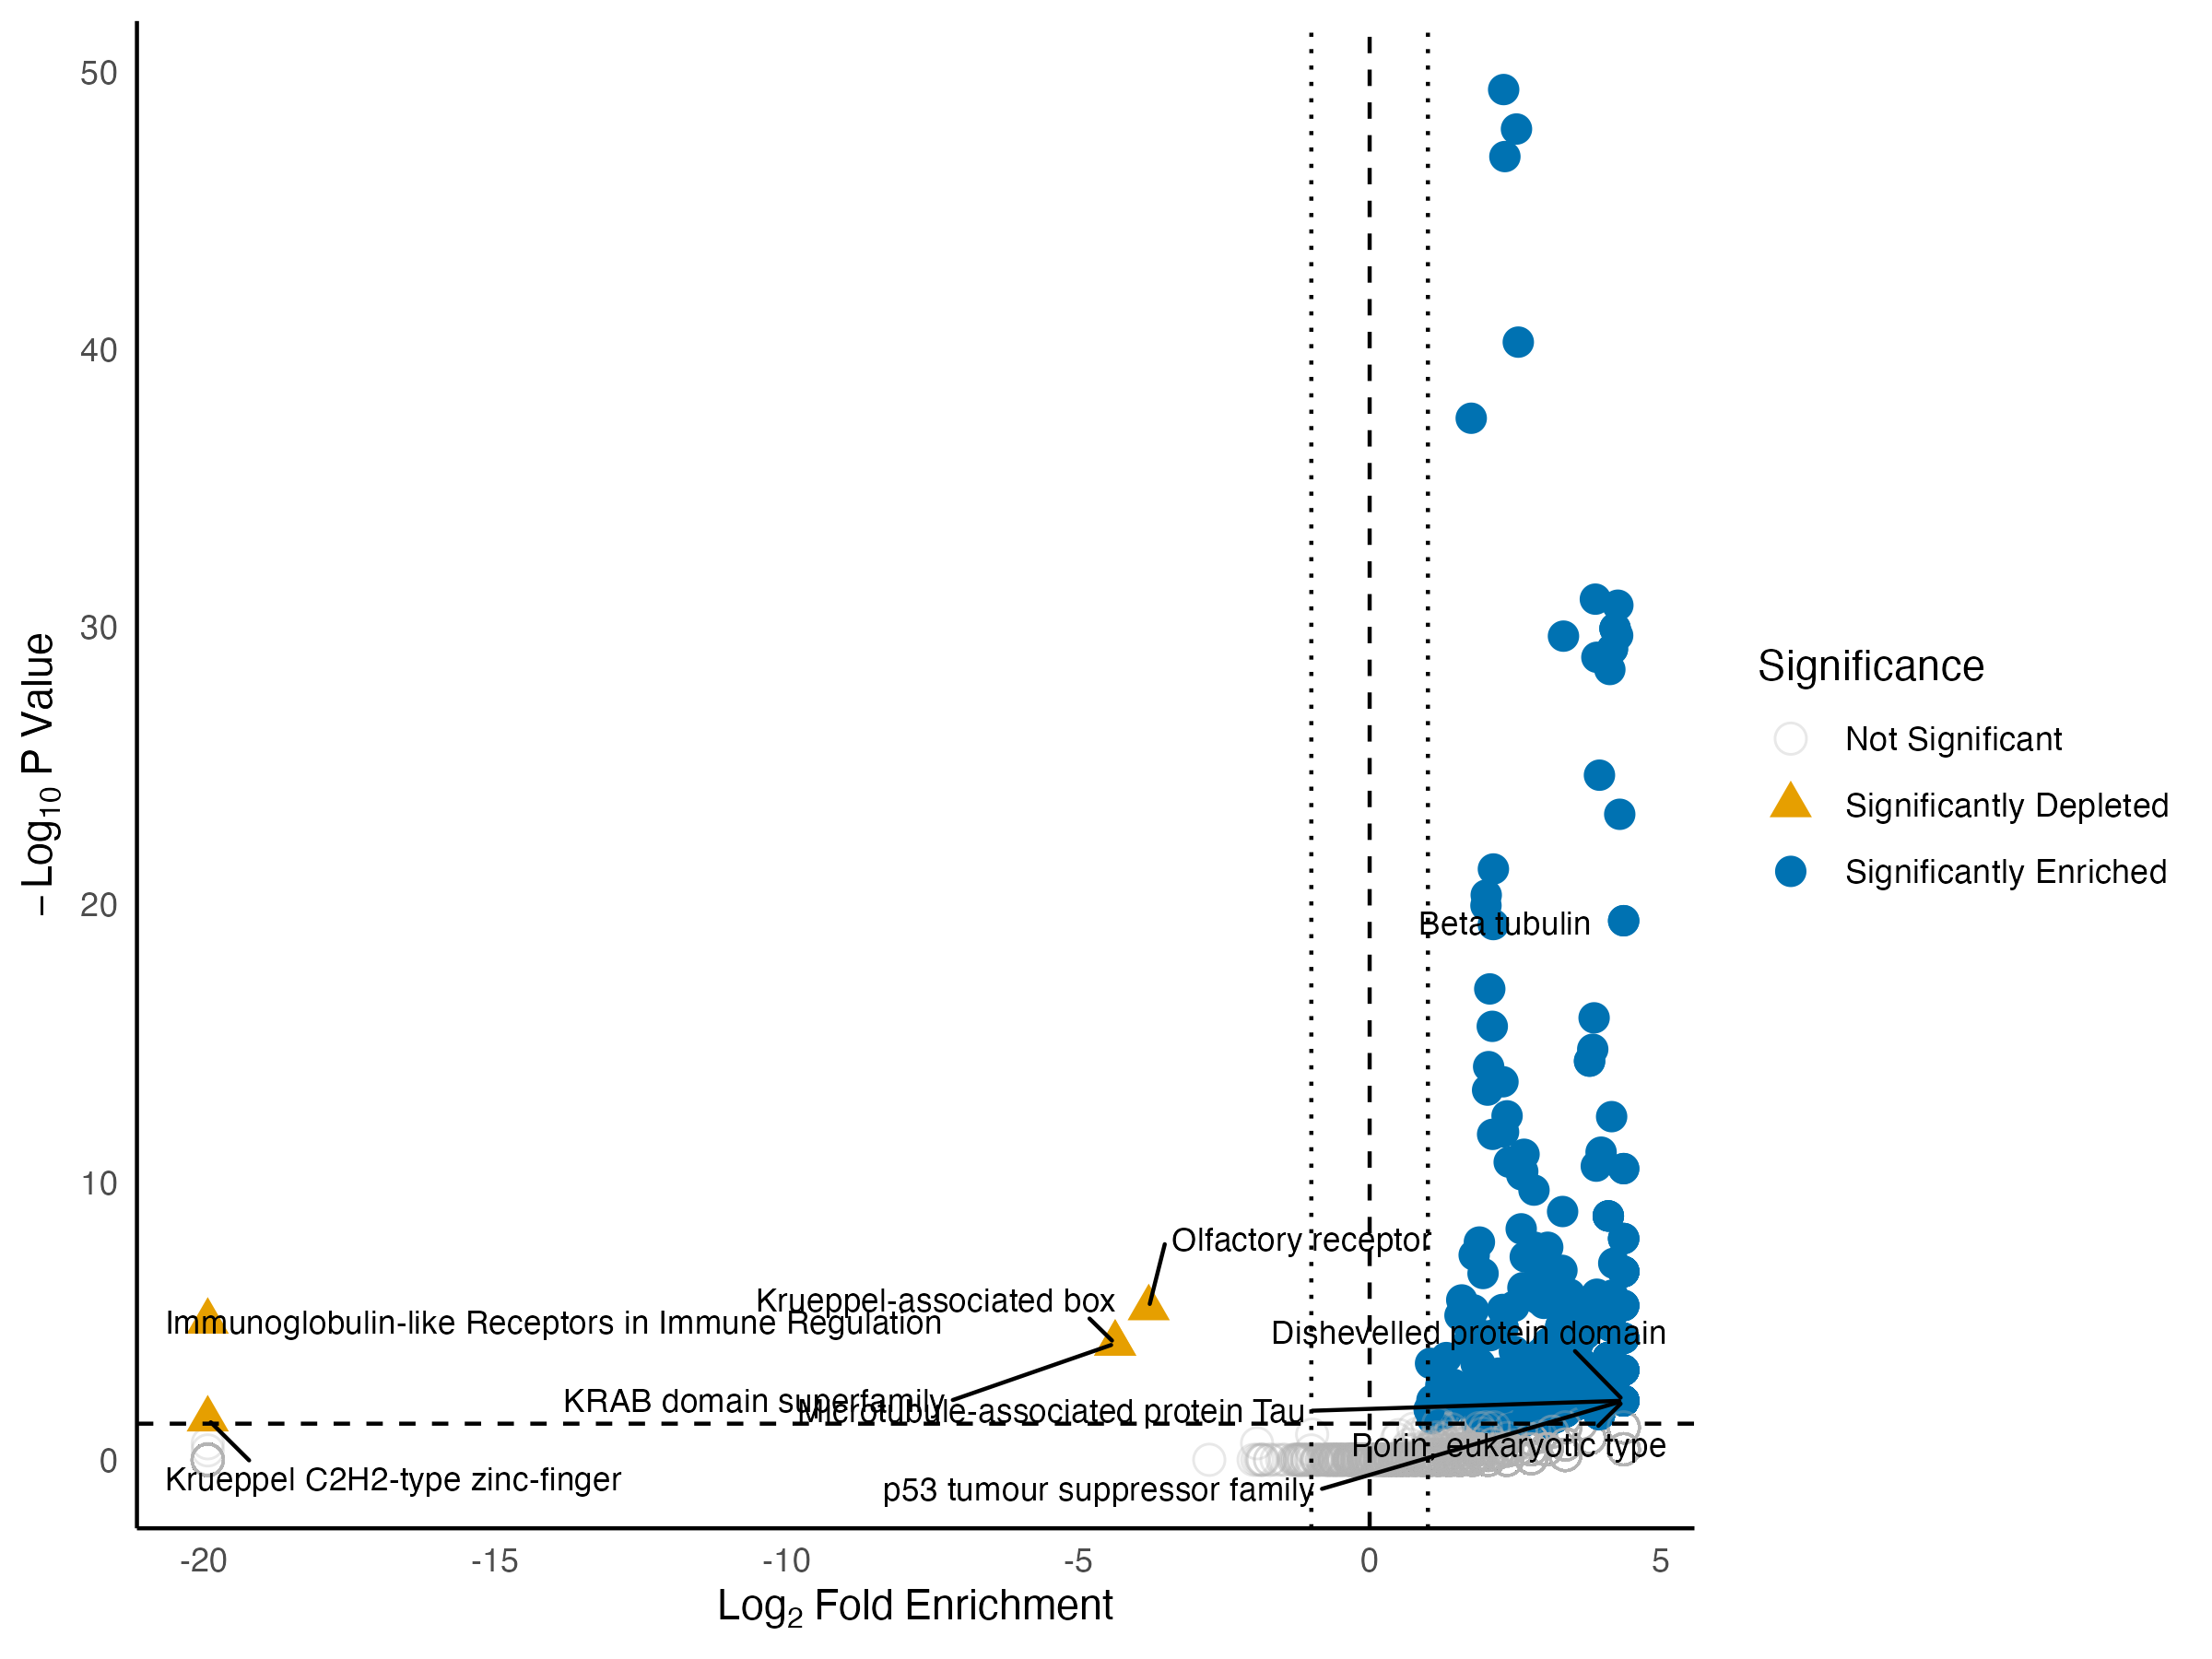 50
40
30
20
10
0
−Log10 P Value
Beta tubulin
Olfactory receptor
Krueppel-associated box
Immunoglobulin-like Receptors in Immune Regulation
Dishevelled protein domain
KRAB domain superfamily
Microtubule-associated protein Tau
Porin, eukaryotic type
Krueppel C2H2-type zinc-finger
p53 tumour suppressor family
-20 -15 -10 -5 0 5
Log2 Fold Enrichment
Significance
Not Significant
Significantly Depleted
Significantly Enriched